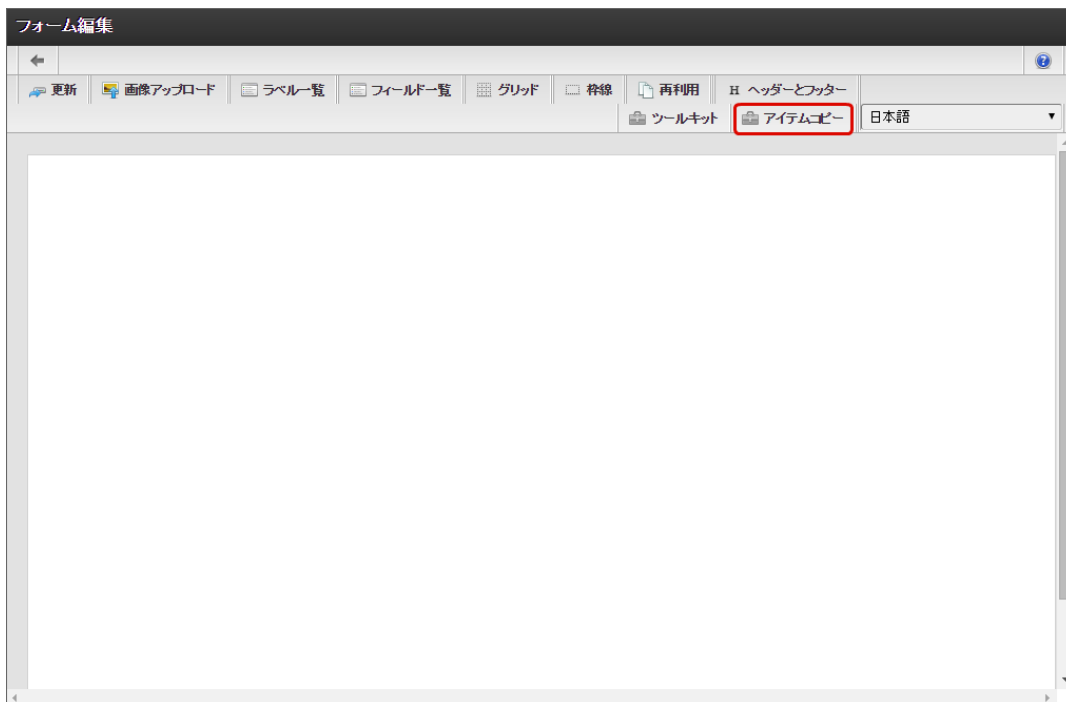 フォーム編集
更新 画像アップロード ラベル一覧 フィールド一覧 グリッド 枠線 再利用 H ヘッダーとフッター
ツールキット アイテムコピー 日本語